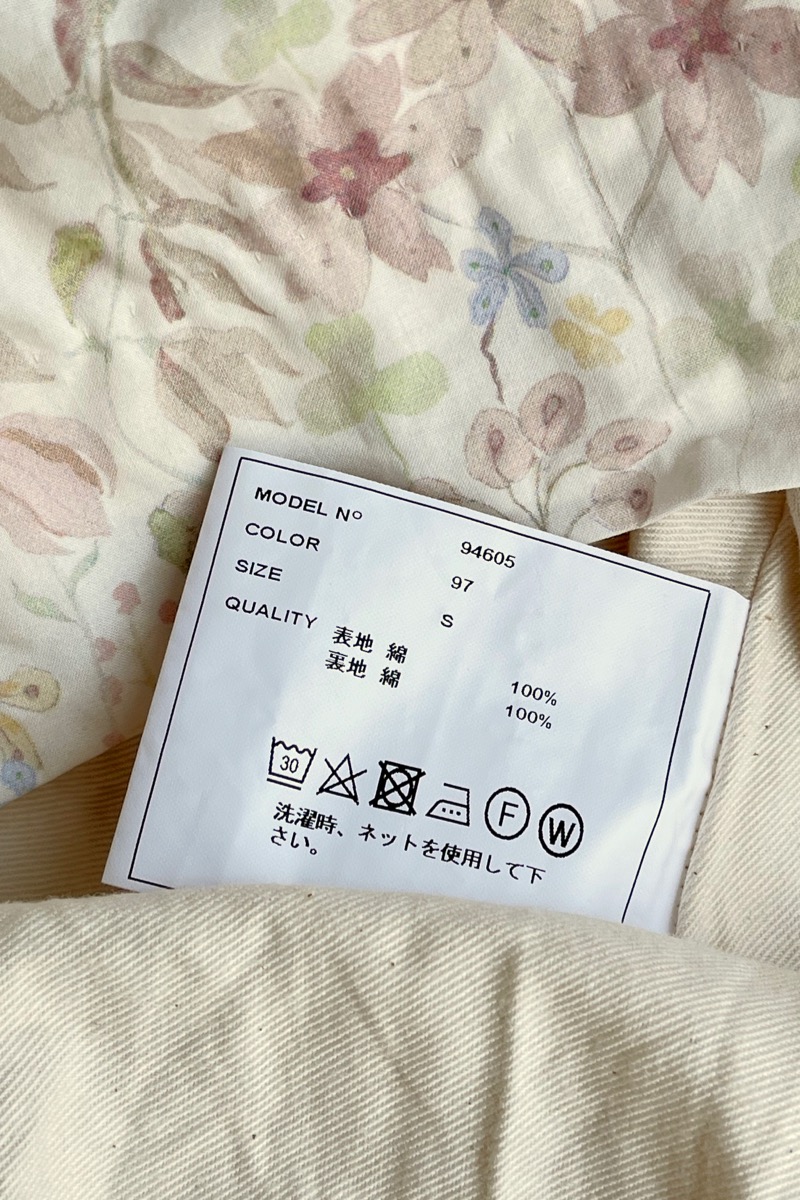 MODEL Nº 94605
COLOR 97
SIZE S
QUALITY
表地 綿 100%
裏地 綿 100%
30
F W
洗濯時、ネットを使用して下
さい。